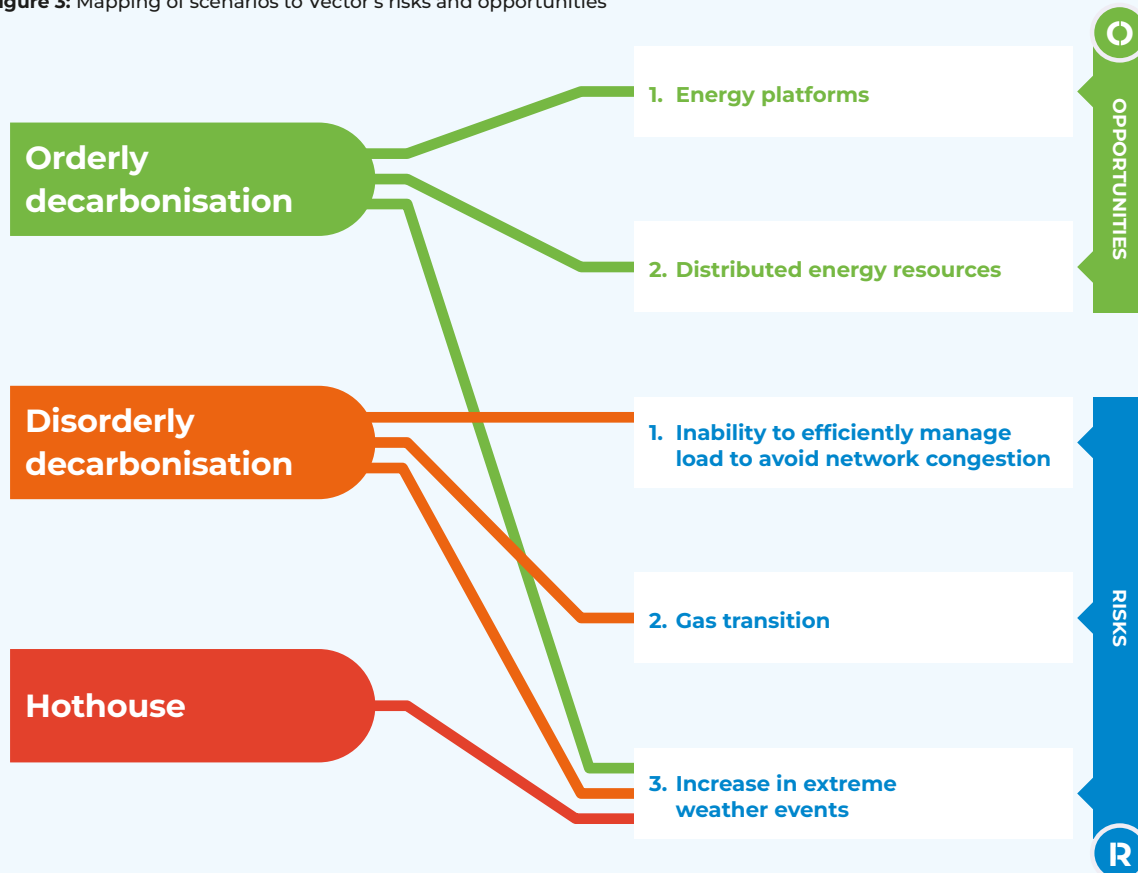 Figure 3: Mapping of scenarios to Vector's risks and opportunities
O
OPPORTUNITIES
Orderly
decarbonisation
1. Energy platforms
2. Distributed energy resources
Disorderly
decarbonisation
1. Inability to efficiently manage
load to avoid network congestion
2. Gas transition
RISKS
Hothouse
3. Increase in extreme
weather events
R